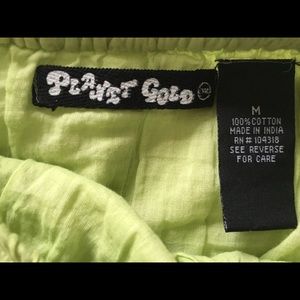 PLANET GOLD
M
100% COTTON
MADE IN INDIA
RN# 104318
SEE REVERSE
FOR CARE